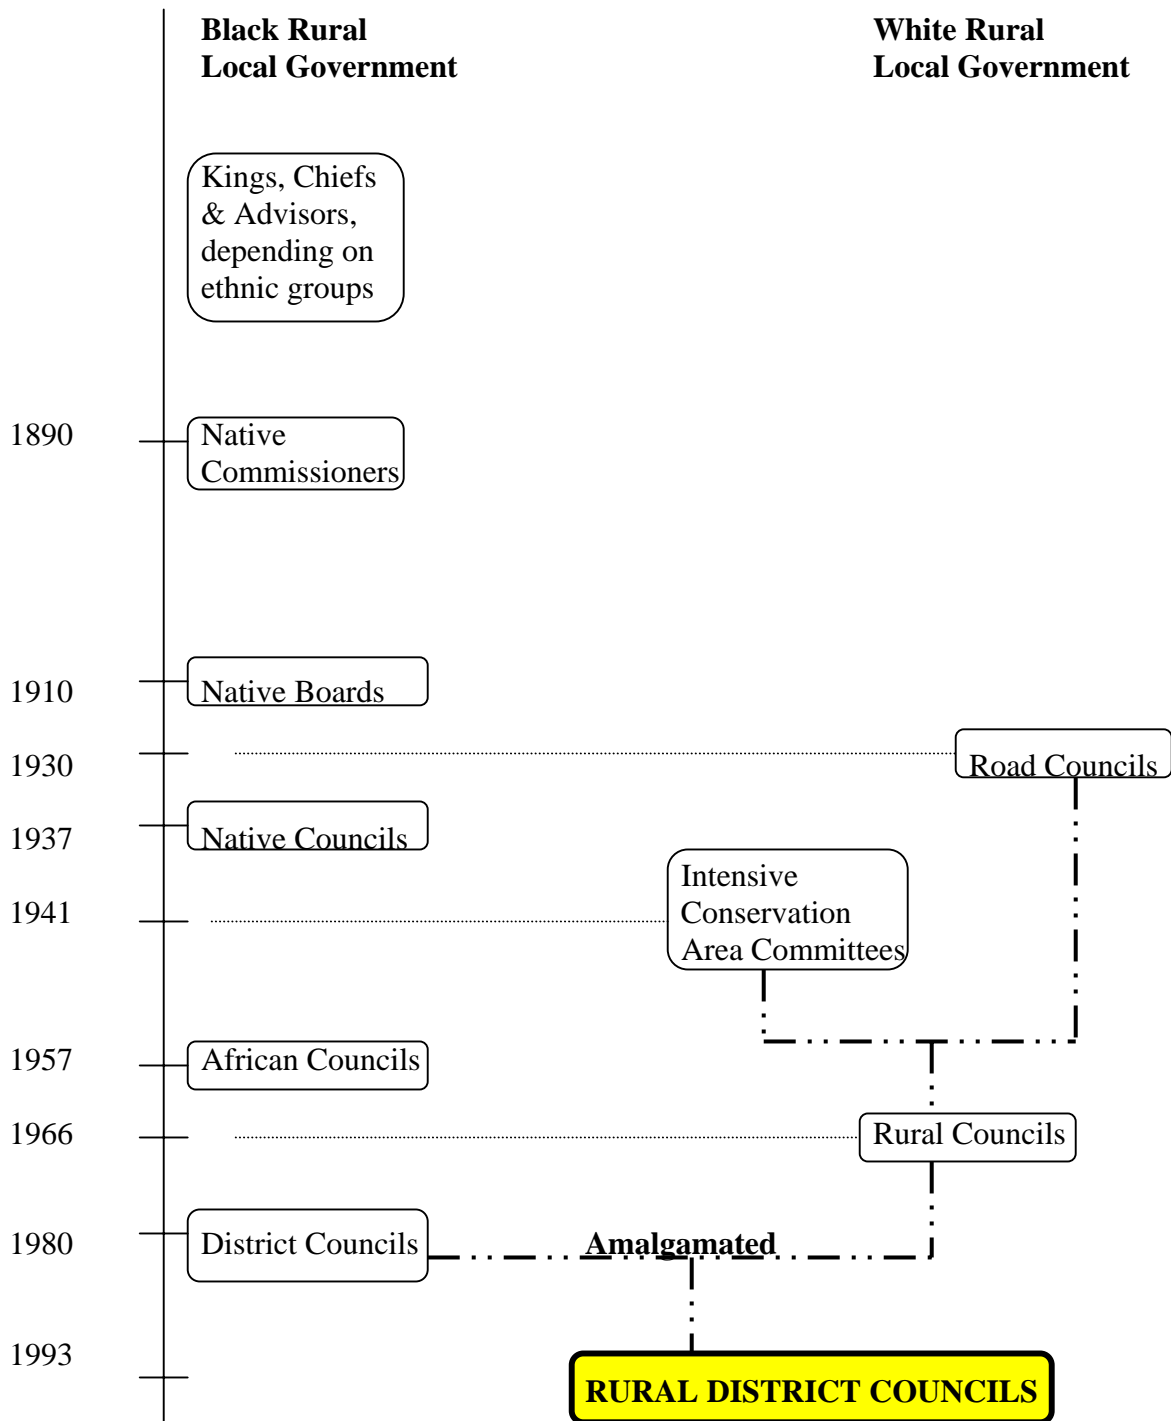 Black Rural
Local Government
White Rural
Local Government
Kings, Chiefs
& Advisors,
depending on
ethnic groups
1890
Native
Commissioners
1910
Native Boards
1930
Road Councils
1937
Native Councils
1941
Intensive
Conservation
Area Committees
1957
African Councils
1966
Rural Councils
1980
District Councils
Amalgamated
1993
RURAL DISTRICT COUNCILS